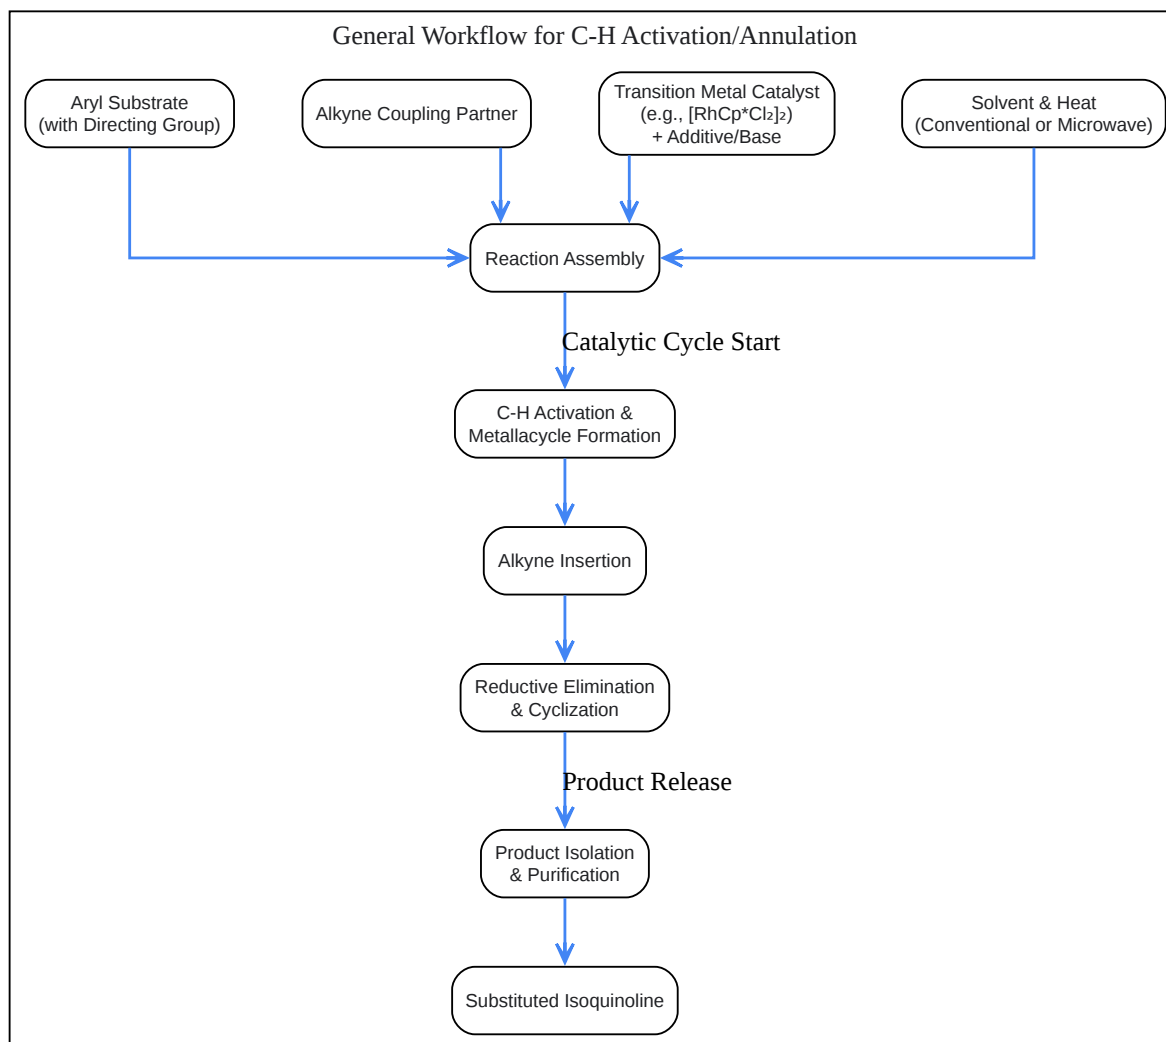 General Workflow for C-H Activation/Annulation
Aryl Substrate
(with Directing Group)
Alkyne Coupling Partner
Transition Metal Catalyst
(e.g., [RhCp*Cl₂]₂)
+ Additive/Base
Solvent & Heat
(Conventional or Microwave)
Reaction Assembly
Catalytic Cycle Start
C-H Activation &
Metallacycle Formation
Alkyne Insertion
Reductive Elimination
& Cyclization
Product Release
Product Isolation
& Purification
Substituted Isoquinoline